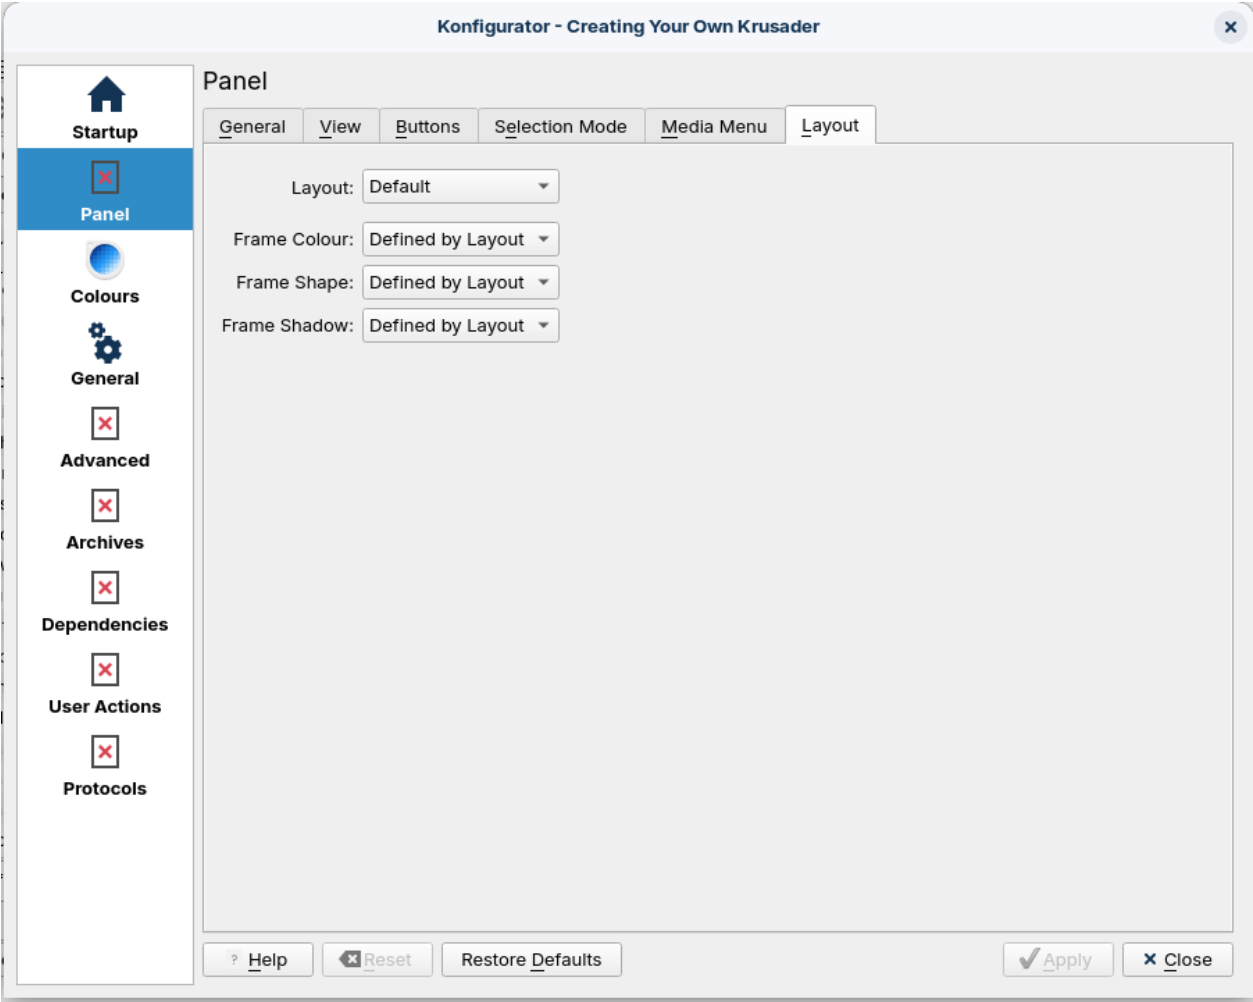 Konfigurator - Creating Your Own Krusader
Startup
Panel
Colours
General
Advanced
Archives
Dependencies
User Actions
Protocols
Panel
General View Buttons Selection Mode Media Menu Layout
Layout: Default
Frame Colour: Defined by Layout
Frame Shape: Defined by Layout
Frame Shadow: Defined by Layout
? Help Reset Restore Defaults Apply Close